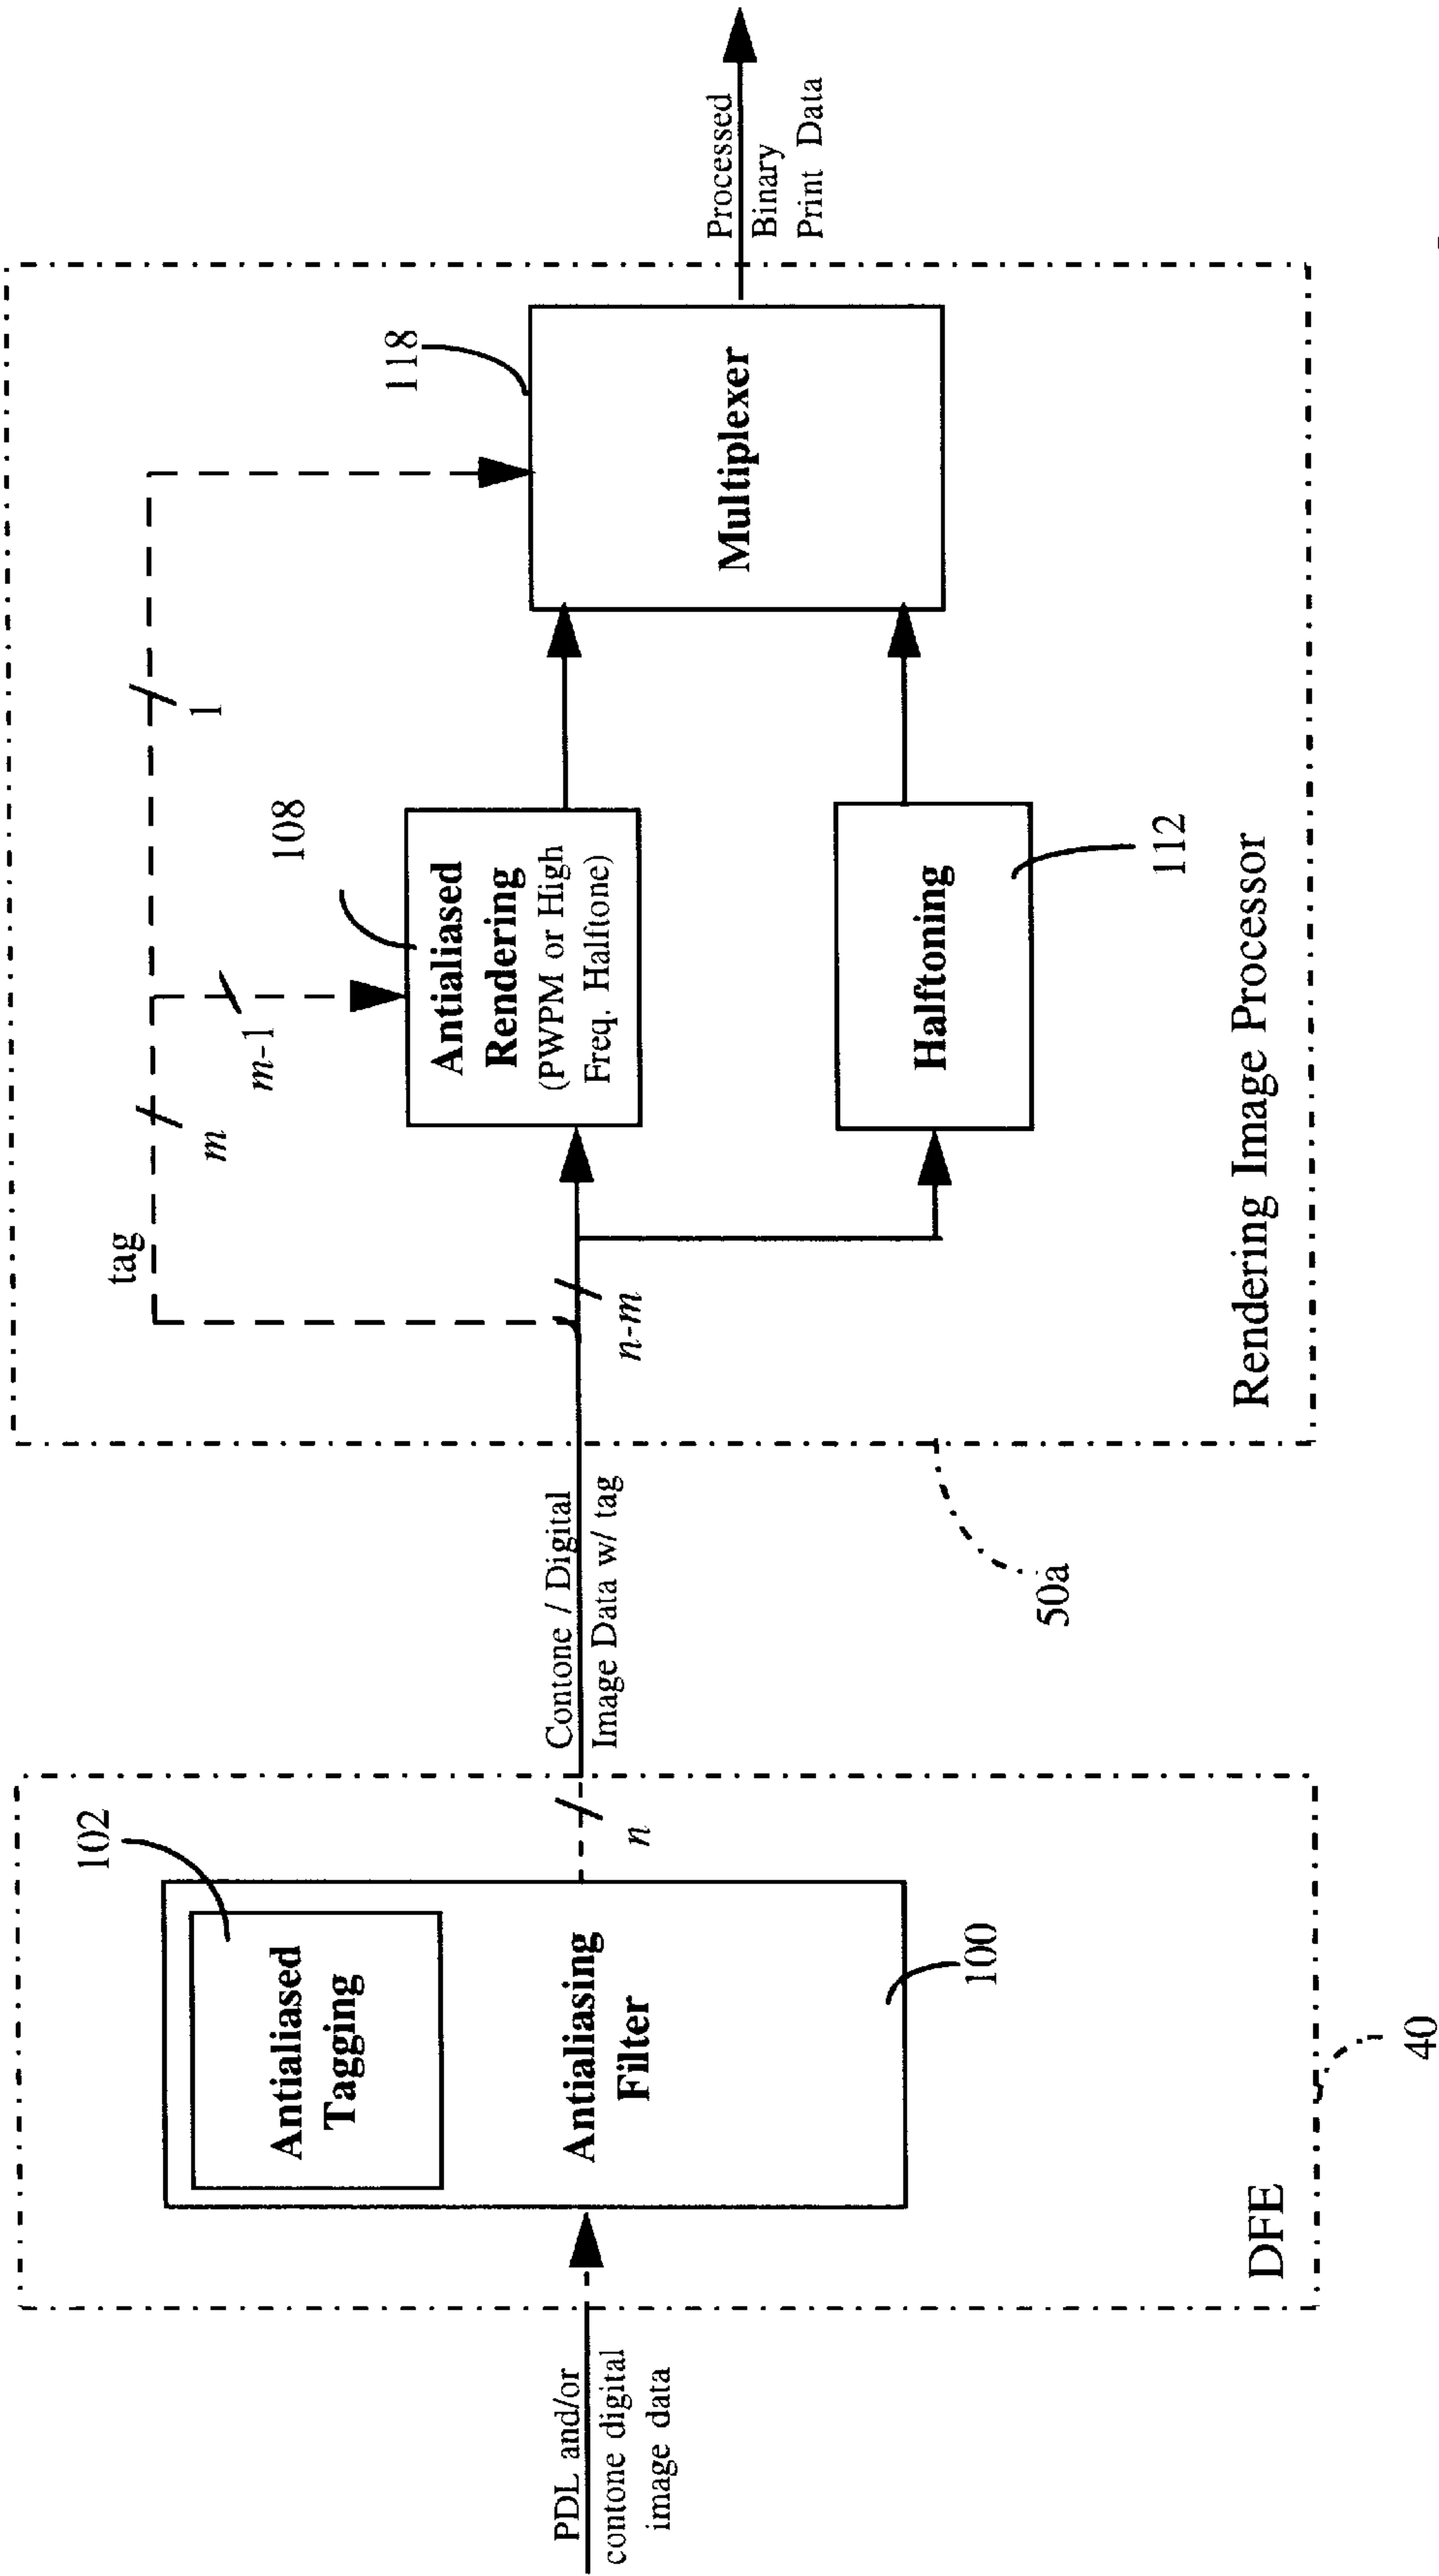 PDL and/or
contone digital
image data
DFE
40
102
Antialiased
Tagging
Antialiasing
Filter
100
n
Contone / Digital
Image Data w/ tag
50a
Rendering Image Processor
tag
m
m-1
1
n-m
108
Antialiased
Rendering
(PWPM or High
Freq. Halftone)
Halftoning
112
118
Multiplexer
Processed
Binary
Print Data